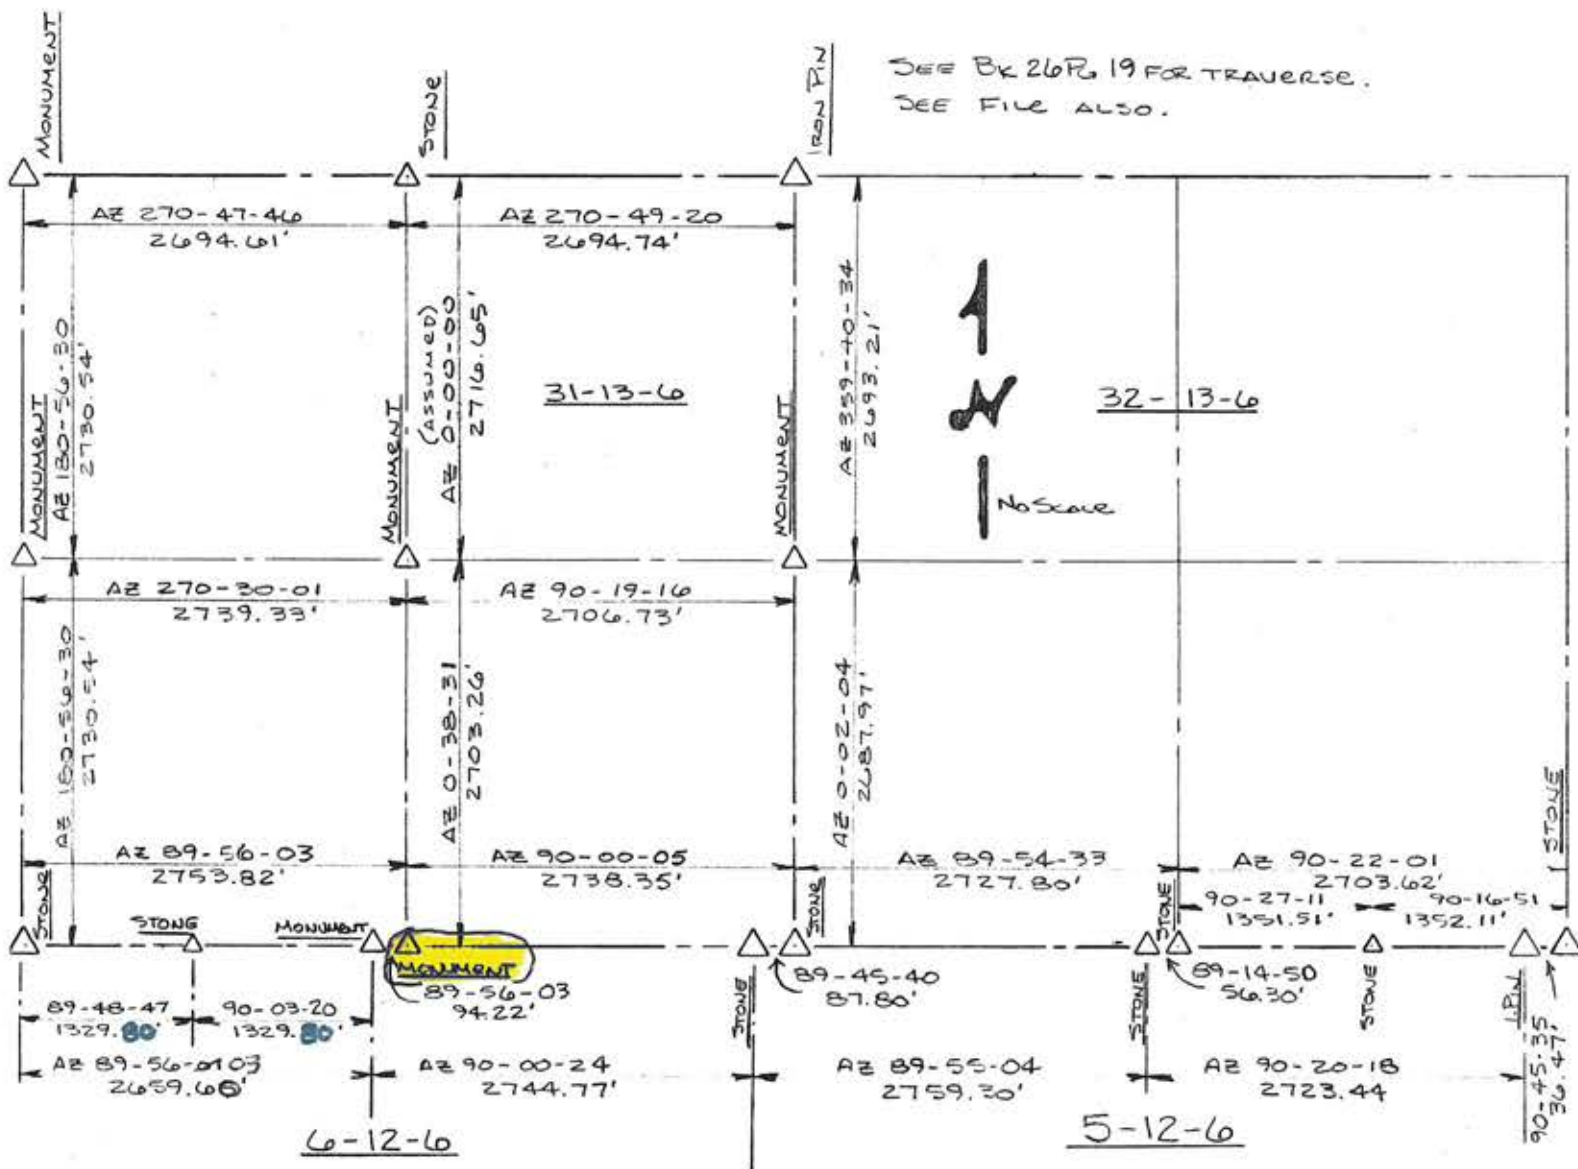 MONUMENT
STONE
IRON PIN
SEE BK 26 PG 19 FOR TRAVERSE.
SEE FILE ALSO.
AZ 270-47-46
2694.61'
AZ 270-49-20
2694.74'
AZ 180-56-30
2730.54'
(ASSUMED)
AZ 0-00-00
2716.65'
AZ 359-40-34
2693.21'
31-13-6
32-13-6
N
No Scale
MONUMENT
MONUMENT
MONUMENT
AZ 270-30-01
2739.33'
AZ 90-19-16
2706.73'
AZ 180-56-30
2730.54'
AZ 0-38-31
2703.26'
AZ 0-02-04
2687.97'
AZ 89-56-03
2753.82'
AZ 90-00-05
2738.35'
AZ 89-54-33
2727.80'
AZ 90-22-01
2703.62'
90-27-11
1351.51'
90-16-51
1352.11'
STONE
STONE
STONE
MONUMENT
STONE
STONE
MONUMENT
89-56-03
94.22'
89-45-40
87.80'
89-14-50
56.30'
STONE
STONE
STONE
I.PIN
90-45-35
36.47'
89-48-47
1329.80'
90-03-20
1329.80'
AZ 89-56-03
2659.60'
AZ 90-00-24
2744.77'
AZ 89-55-04
2759.30'
AZ 90-20-18
2723.44
6-12-6
5-12-6